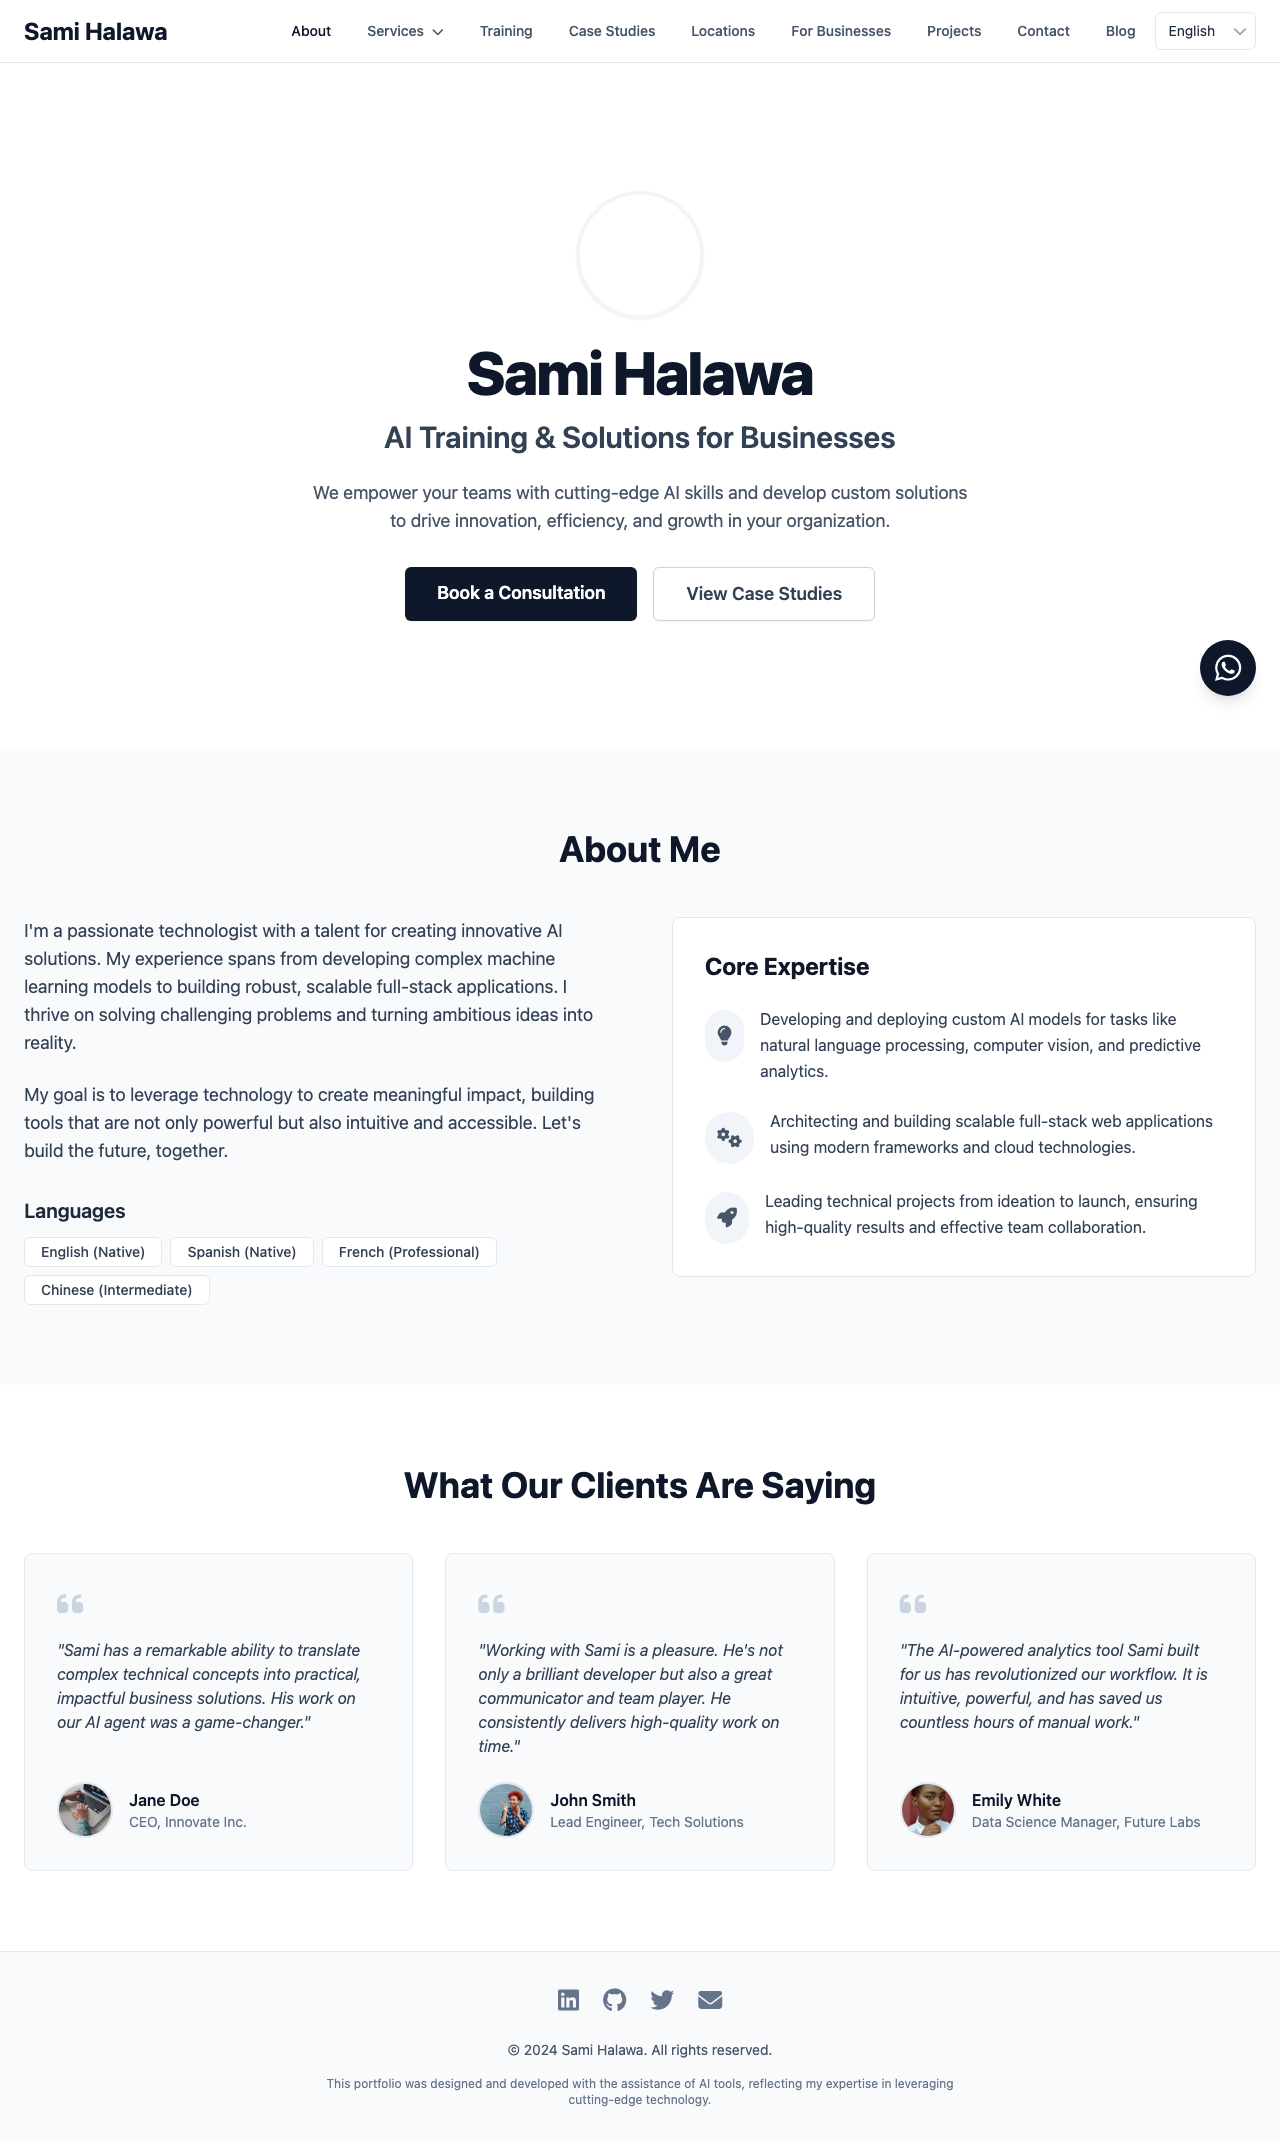 Sami Halawa
About
Services
Training
Case Studies
Locations
For Businesses
Projects
Contact
Blog
English
Sami Halawa
AI Training & Solutions for Businesses
We empower your teams with cutting-edge AI skills and develop custom solutions
to drive innovation, efficiency, and growth in your organization.
Book a Consultation
View Case Studies
About Me
I'm a passionate technologist with a talent for creating innovative AI
solutions. My experience spans from developing complex machine
learning models to building robust, scalable full-stack applications. I
thrive on solving challenging problems and turning ambitious ideas into
reality.
My goal is to leverage technology to create meaningful impact, building
tools that are not only powerful but also intuitive and accessible. Let's
build the future, together.
Languages
English (Native)
Spanish (Native)
French (Professional)
Chinese (Intermediate)
Core Expertise
Developing and deploying custom AI models for tasks like
natural language processing, computer vision, and predictive
analytics.
Architecting and building scalable full-stack web applications
using modern frameworks and cloud technologies.
Leading technical projects from ideation to launch, ensuring
high-quality results and effective team collaboration.
What Our Clients Are Saying
"Sami has a remarkable ability to translate
complex technical concepts into practical,
impactful business solutions. His work on
our AI agent was a game-changer."
Jane Doe
CEO, Innovate Inc.
"Working with Sami is a pleasure. He's not
only a brilliant developer but also a great
communicator and team player. He
consistently delivers high-quality work on
time."
John Smith
Lead Engineer, Tech Solutions
"The AI-powered analytics tool Sami built
for us has revolutionized our workflow. It is
intuitive, powerful, and has saved us
countless hours of manual work."
Emily White
Data Science Manager, Future Labs
© 2024 Sami Halawa. All rights reserved.
This portfolio was designed and developed with the assistance of AI tools, reflecting my expertise in leveraging
cutting-edge technology.